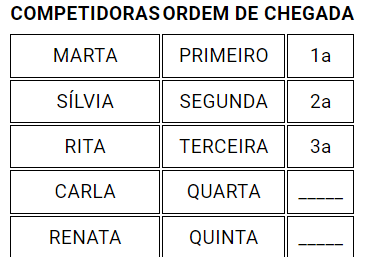 COMPETIDORAS ORDEM DE CHEGADA
MARTA PRIMEIRO 1a
SÍLVIA SEGUNDA 2a
RITA TERCEIRA 3a
CARLA QUARTA _____
RENATA QUINTA _____